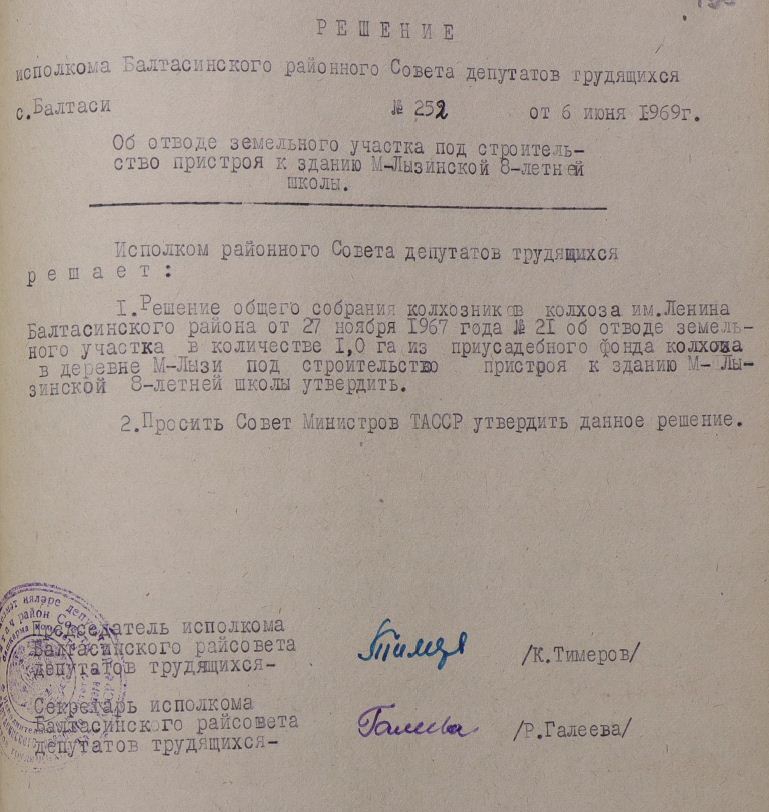 РЕШЕНИЕ
исполкома Балтасинского районного Совета депутатов трудящихся
с.Балтаси № 252 от 6 июня 1969г.
Об отводе земельного участка под строитель-
ство пристроя к зданию М-Лызинской 8-летней
школы.
Исполком районного Совета депутатов трудящихся
решает:
1.Решение общего собрания колхозников колхоза им.Ленина
Балтасинского района от 27 ноября 1967 года № 21 об отводе земель-
ного участка в количестве 1,0 га из приусадебного фонда колхоза
в деревне М-Лызи под строительство пристроя к зданию М-Лы-
зинской 8-летней школы утвердить.
2.Просить Совет Министров ТАССР утвердить данное решение.
Председатель исполкома
Балтасинского райсовета
депутатов трудящихся- /К.Тимеров/
Секретарь исполкома
Балтасинского райсовета Галеева /Р.Галеева/
депутатов трудящихся-